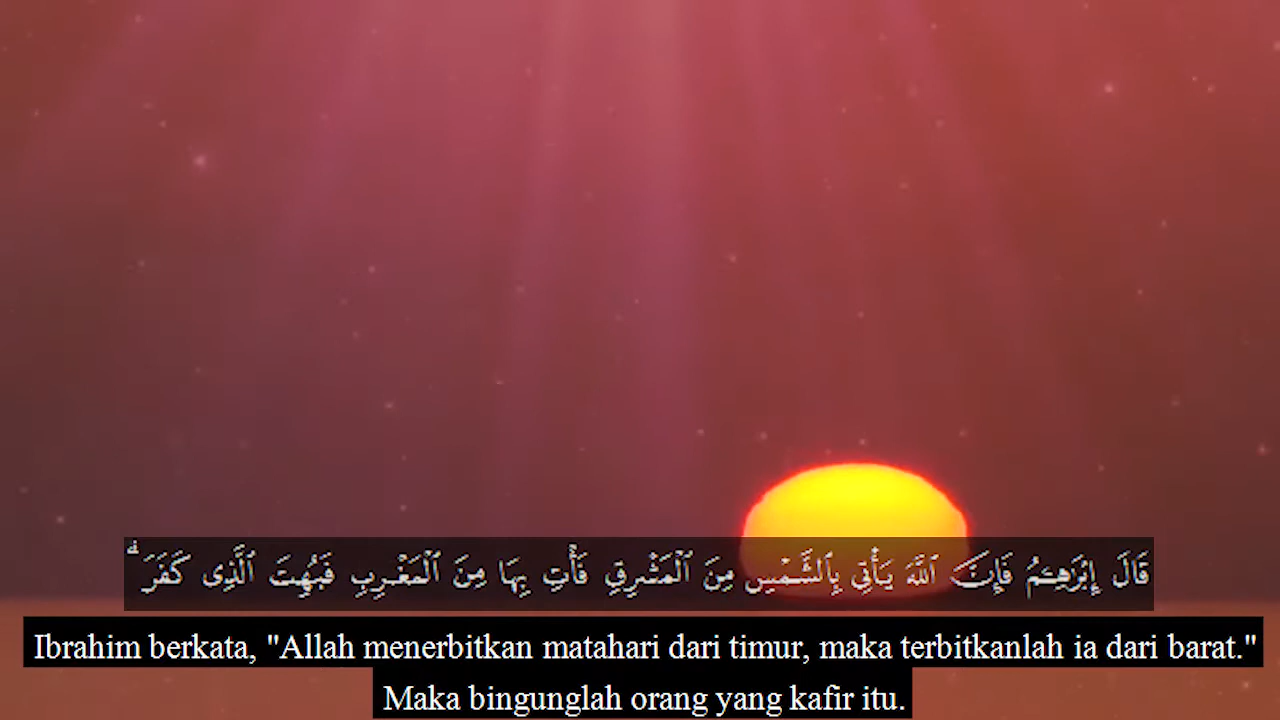 قَالَ إِبْرَٰهِـۧمُ فَإِنَّ ٱللَّهَ يَأْتِى بِٱلشَّمْسِ مِنَ ٱلْمَشْرِقِ فَأْتِ بِهَا مِنَ ٱلْمَغْرِبِ فَبُهِتَ ٱلَّذِى كَفَرَ ۗ
Ibrahim berkata, "Allah menerbitkan matahari dari timur, maka terbitkanlah ia dari barat."
Maka bingunglah orang yang kafir itu.